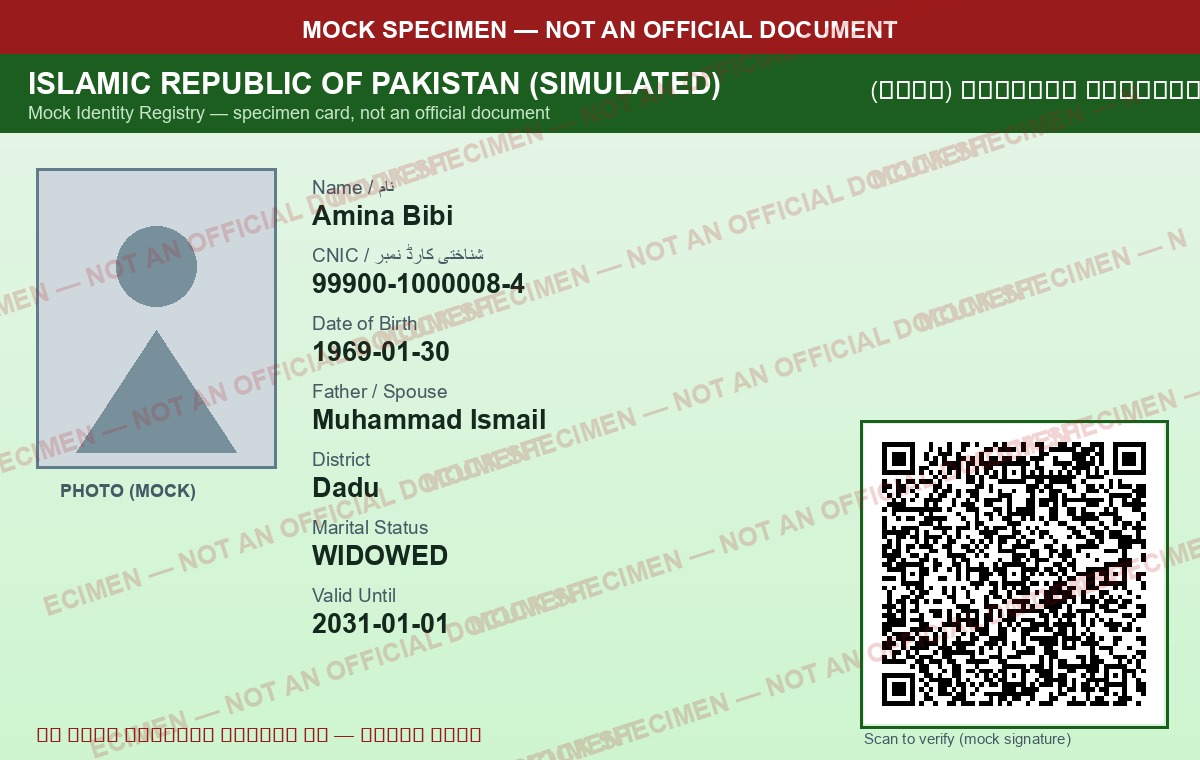 MOCK SPECIMEN — NOT AN OFFICIAL DOCUMENT
ISLAMIC REPUBLIC OF PAKISTAN (SIMULATED)
Mock Identity Registry — specimen card, not an official document
Name / نام
Amina Bibi
CNIC / شناختی کارڈ نمبر
99900-1000008-4
Date of Birth
1969-01-30
Father / Spouse
Muhammad Ismail
District
Dadu
Marital Status
WIDOWED
Valid Until
2031-01-01
PHOTO (MOCK)
Scan to verify (mock signature)